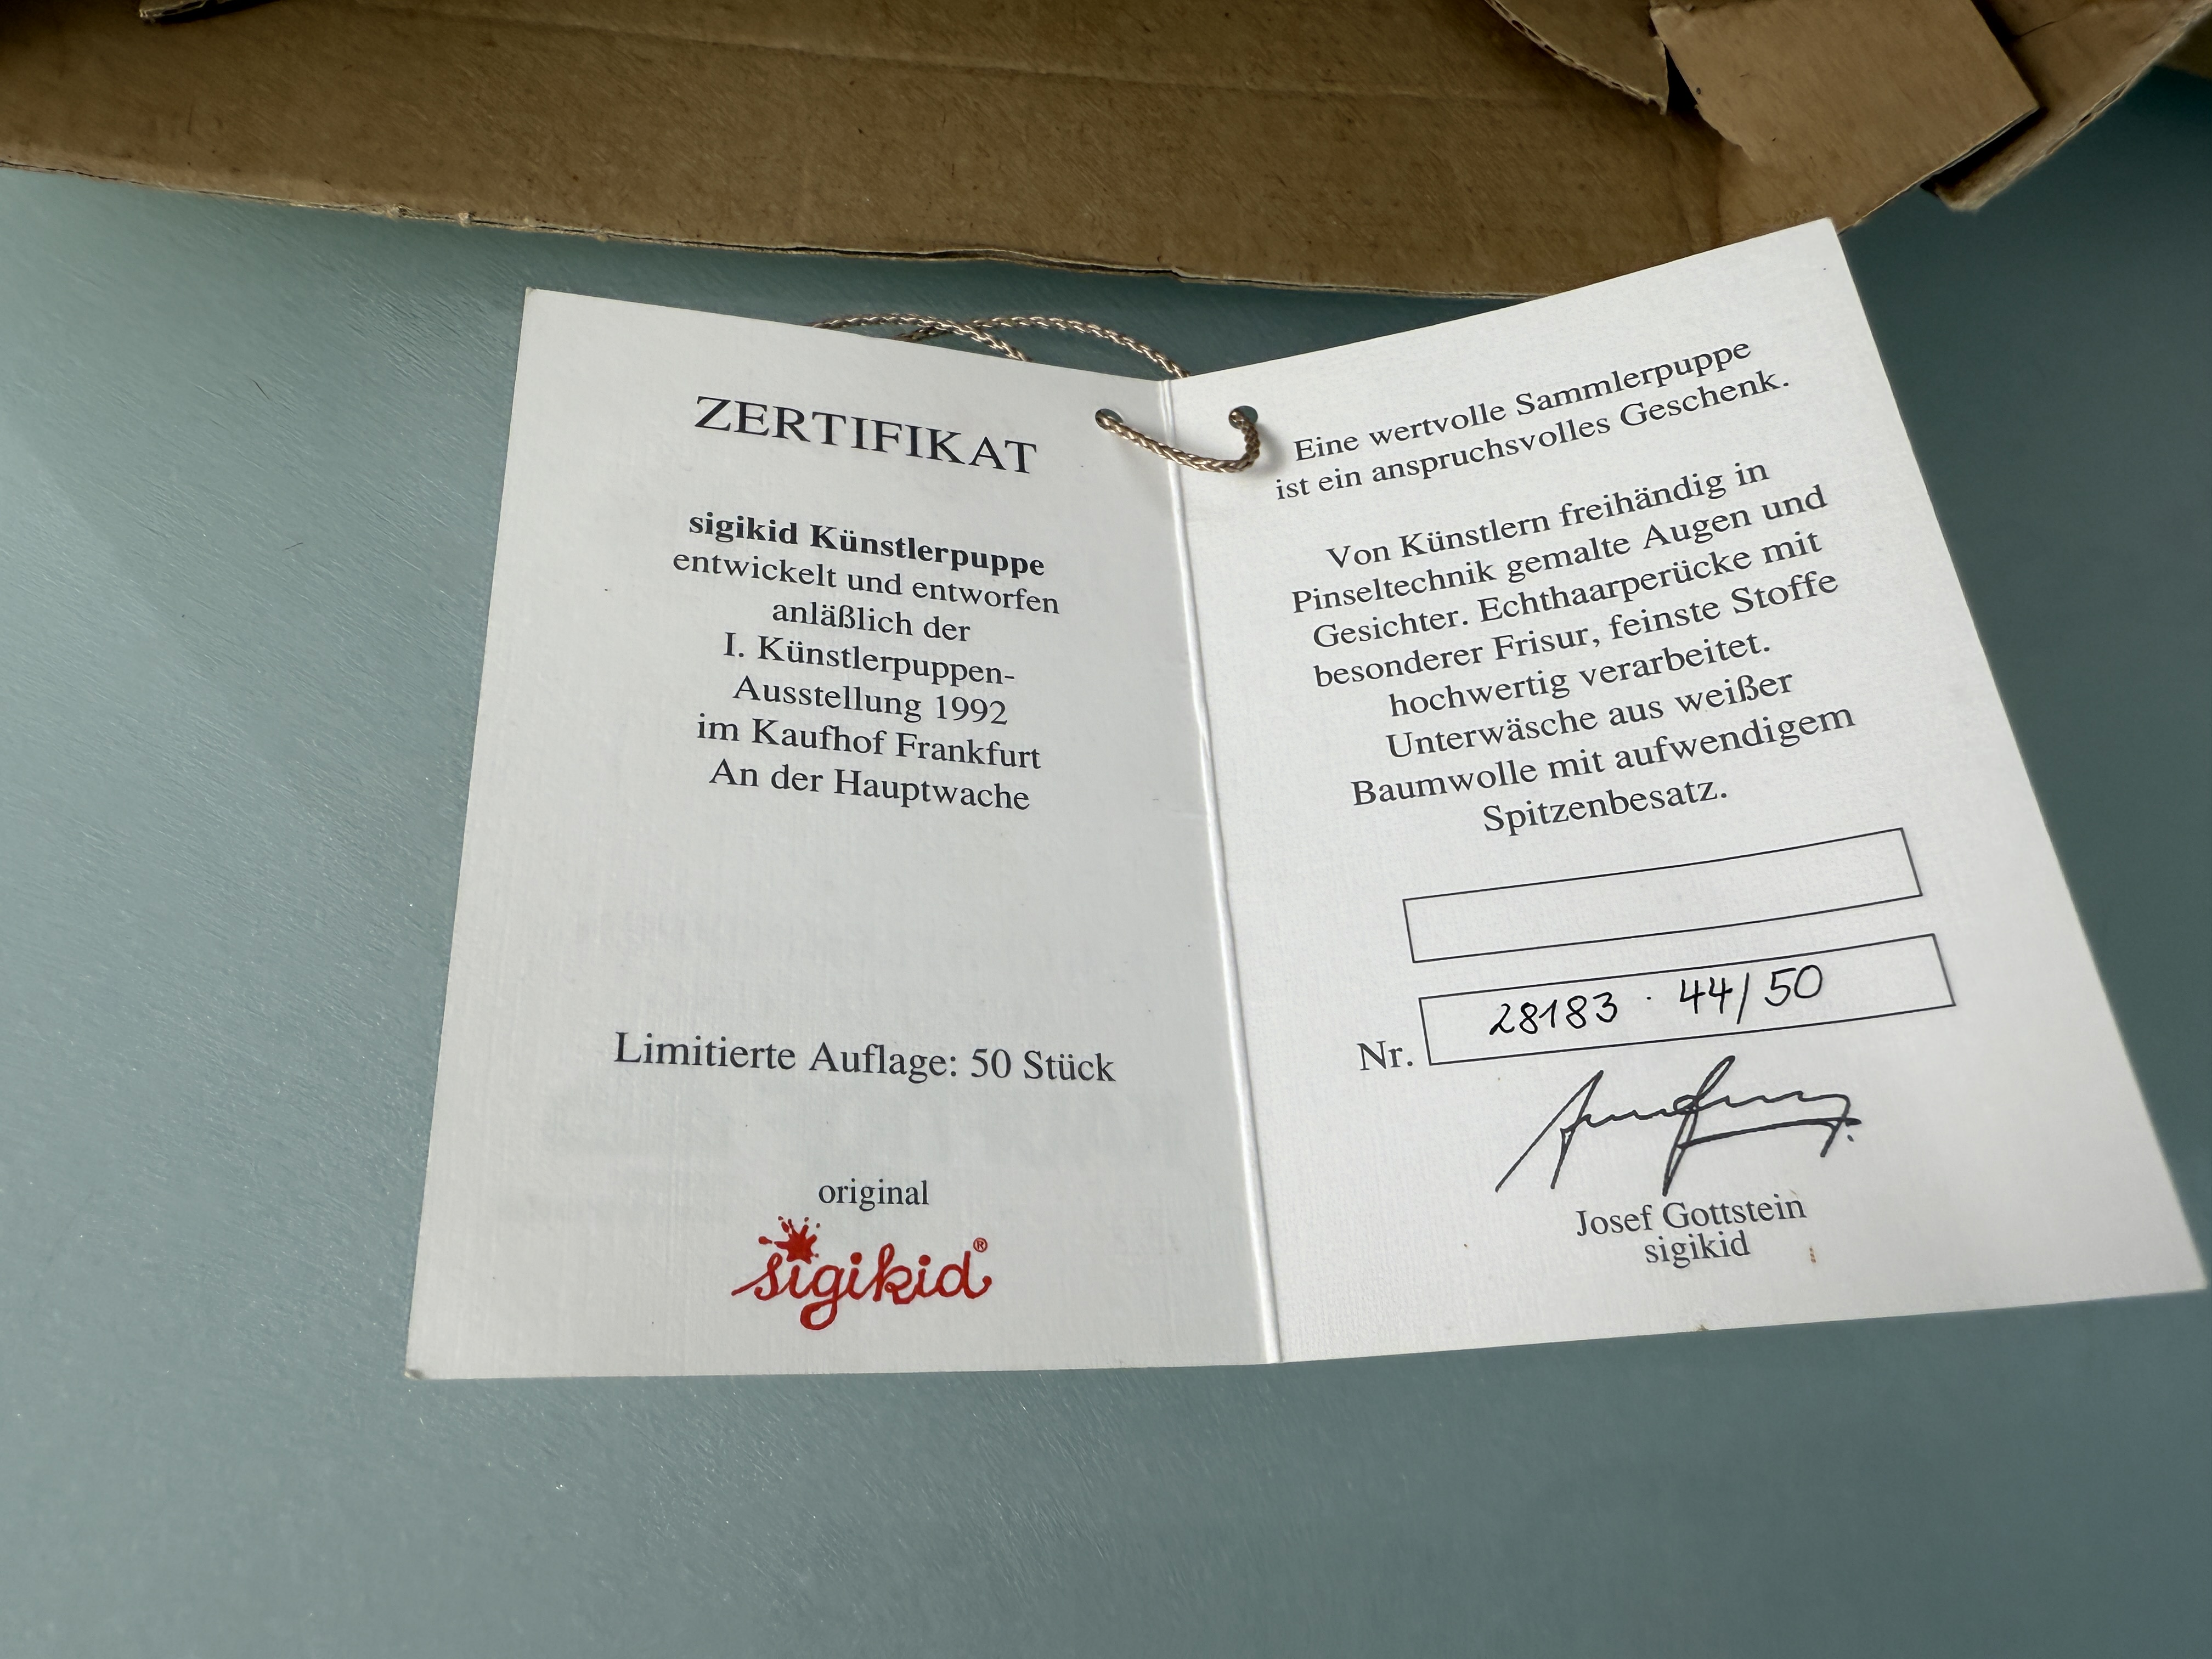 ZERTIFIKAT
sigikid Künstlerpuppe
entwickelt und entworfen
anläßlich der
I. Künstlerpuppen-
Ausstellung 1992
im Kaufhof Frankfurt
An der Hauptwache
Limitierte Auflage: 50 Stück
original
sigikid®
Eine wertvolle Sammlerpuppe
ist ein anspruchsvolles Geschenk.
Von Künstlern freihändig in
Pinseltechnik gemalte Augen und
Gesichter. Echthaarperücke mit
besonderer Frisur, feinste Stoffe
hochwertig verarbeitet.
Unterwäsche aus weißer
Baumwolle mit aufwendigem
Spitzenbesatz.
Nr. 28183 · 44/50
Josef Gottstein
sigikid